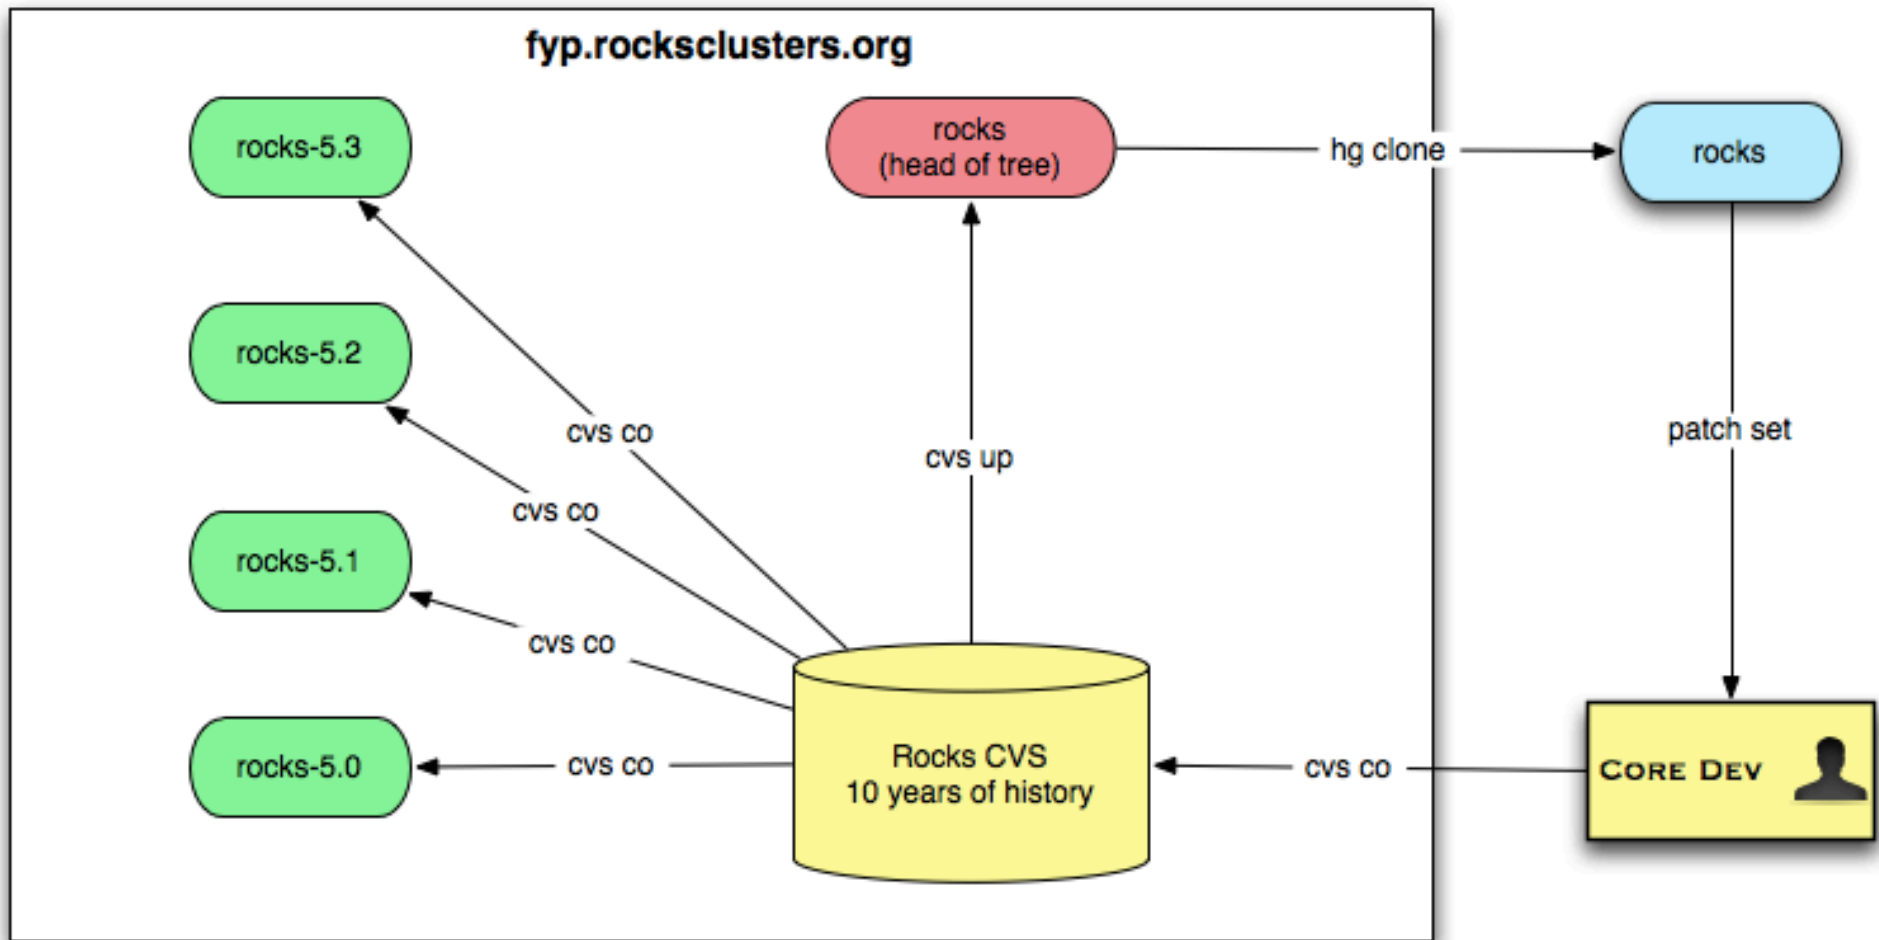 fyp.rocksclusters.org
rocks-5.3
rocks
(head of tree)
hg clone
rocks
rocks-5.2
cvs co
patch set
cvs up
cvs co
rocks-5.1
cvs co
rocks-5.0
cvs co
Rocks CVS
10 years of history
cvs co
CORE DEV